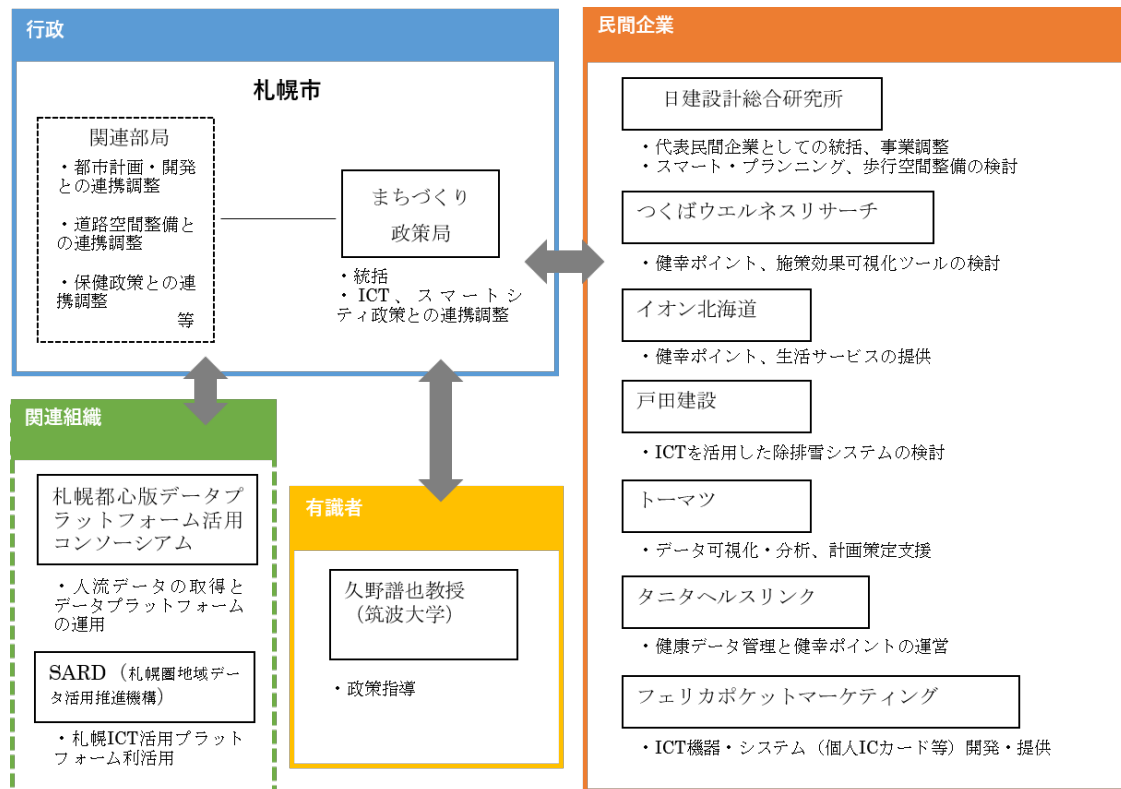 行政
札幌市
関連部局
・都市計画・開発
との連携調整
・道路空間整備と
の連携調整
・保健政策との連
携調整
等
まちづくり
政策局
・統括
・ICT、スマートシ
ティ政策との連携調整
関連組織
札幌都心版データプ
ラットフォーム活用
コンソーシアム
・人流データの取得と
データプラットフォーム
の運用
SARD（札幌圏地域デー
タ活用推進機構）
・札幌ICT活用プラット
フォーム利活用
有識者
久野譜也教授
（筑波大学）
・政策指導
民間企業
日建設計総合研究所
・代表民間企業としての統括、事業調整
・スマート・プランニング、歩行空間整備の検討
つくばウエルネスリサーチ
・健幸ポイント、施策効果可視化ツールの検討
イオン北海道
・健幸ポイント、生活サービスの提供
戸田建設
・ICTを活用した除排雪システムの検討
トーマツ
・データ可視化・分析、計画策定支援
タニタヘルスリンク
・健康データ管理と健幸ポイントの運営
フェリカポケットマーケティング
・ICT機器・システム（個人ICカード等）開発・提供